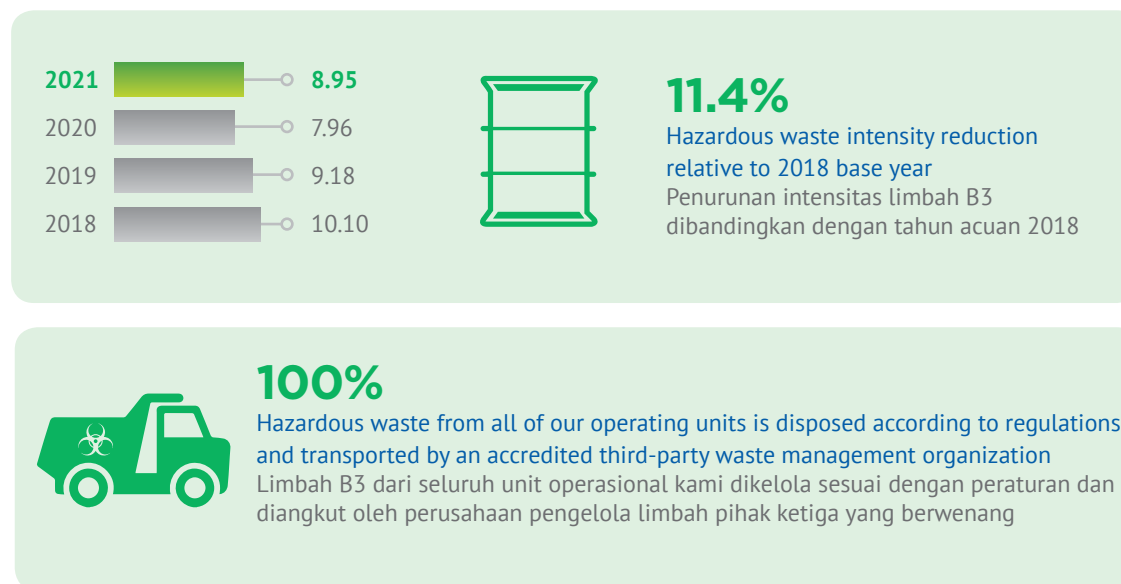 2021 8.95
2020 7.96
2019 9.18
2018 10.10
11.4%
Hazardous waste intensity reduction
relative to 2018 base year
Penurunan intensitas limbah B3
dibandingkan dengan tahun acuan 2018
100%
Hazardous waste from all of our operating units is disposed according to regulations
and transported by an accredited third-party waste management organization
Limbah B3 dari seluruh unit operasional kami dikelola sesuai dengan peraturan dan
diangkut oleh perusahaan pengelola limbah pihak ketiga yang berwenang